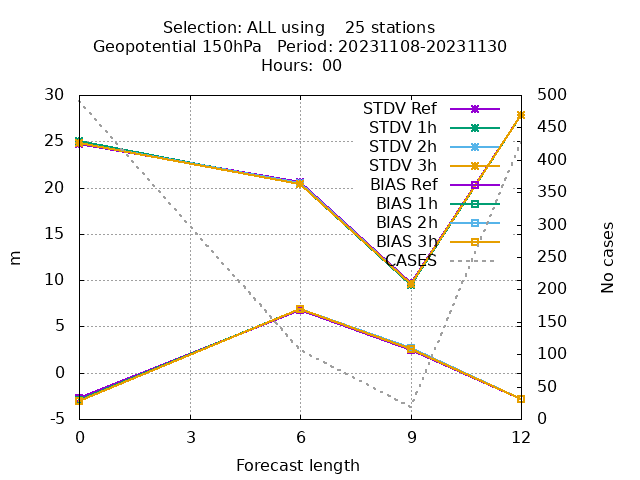 Selection: ALL using    25 stations
Geopotential 150hPa   Period: 20231108-20231130
Hours: 00
30
25
20
15
10
5
0
-5
m
500
450
400
350
300
250
200
150
100
50
0
No cases
STDV Ref
STDV 1h
STDV 2h
STDV 3h
BIAS Ref
BIAS 1h
BIAS 2h
BIAS 3h
CASES
0 3 6 9 12
Forecast length